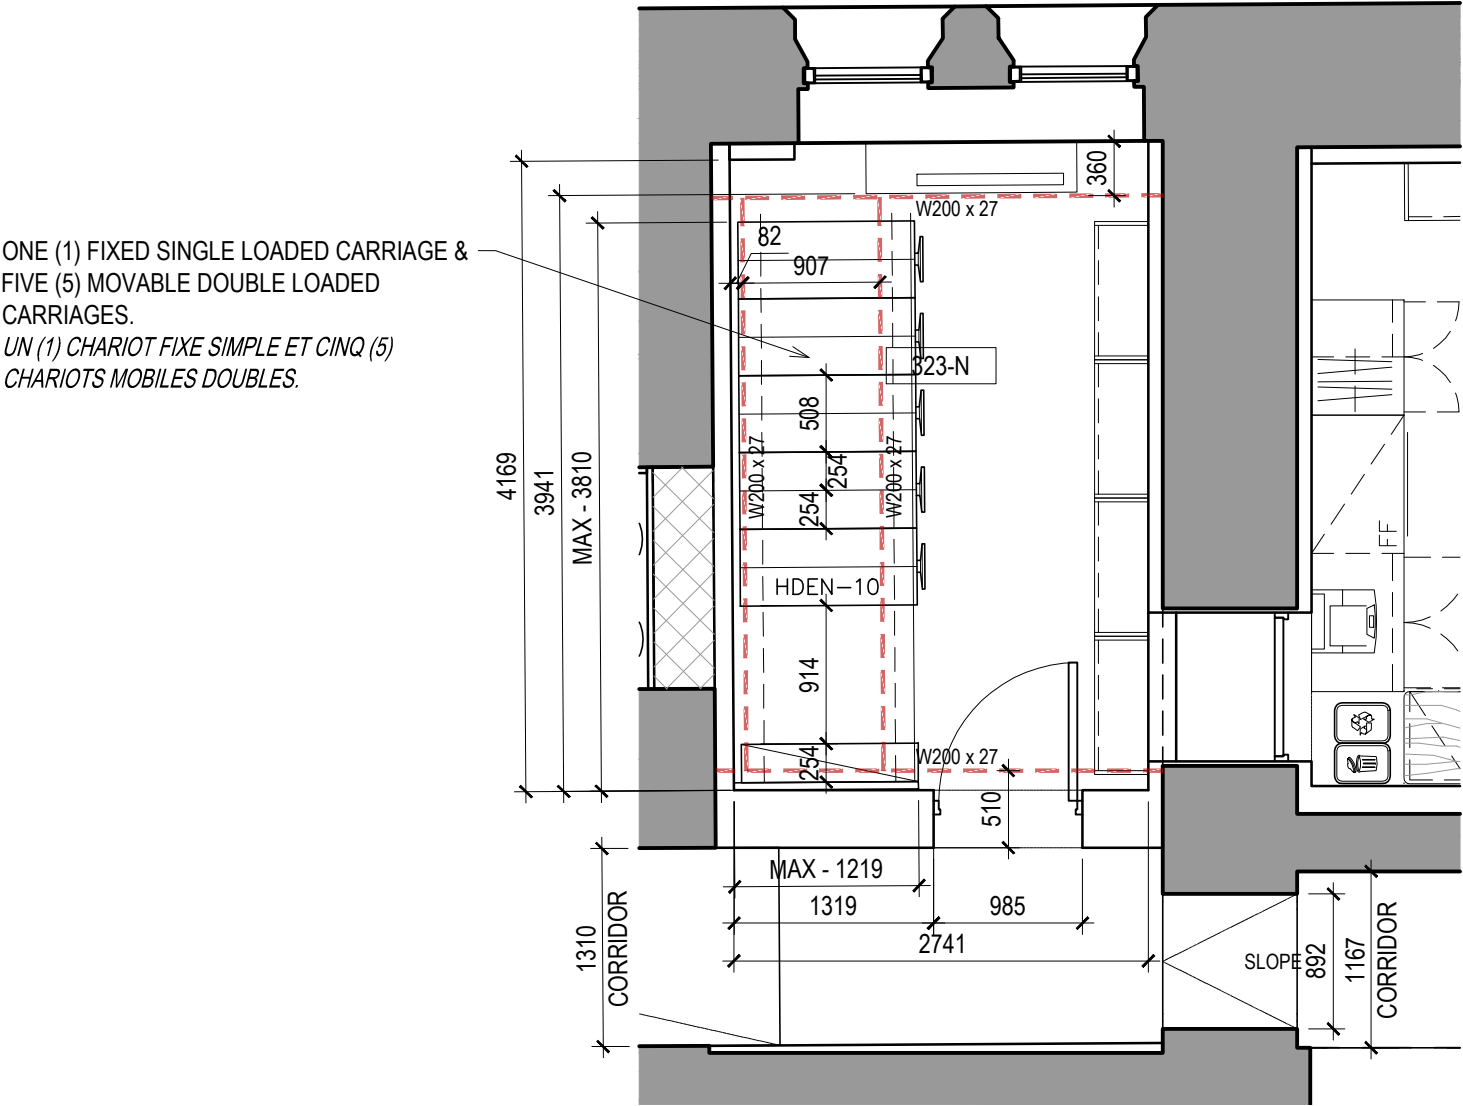 360
W200 x 27
ONE (1) FIXED SINGLE LOADED CARRIAGE &
FIVE (5) MOVABLE DOUBLE LOADED
CARRIAGES.
UN (1) CHARIOT FIXE SIMPLE ET CINQ (5)
CHARIOTS MOBILES DOUBLES.
82
907
323-N
508
4169
3941
MAX - 3810
W200 x 27
254
254
W200 x 27
FF
HDEN-10
914
254
W200 x 27
510
MAX - 1219
1319
985
2741
1310
CORRIDOR
SLOPE
892
1167
CORRIDOR